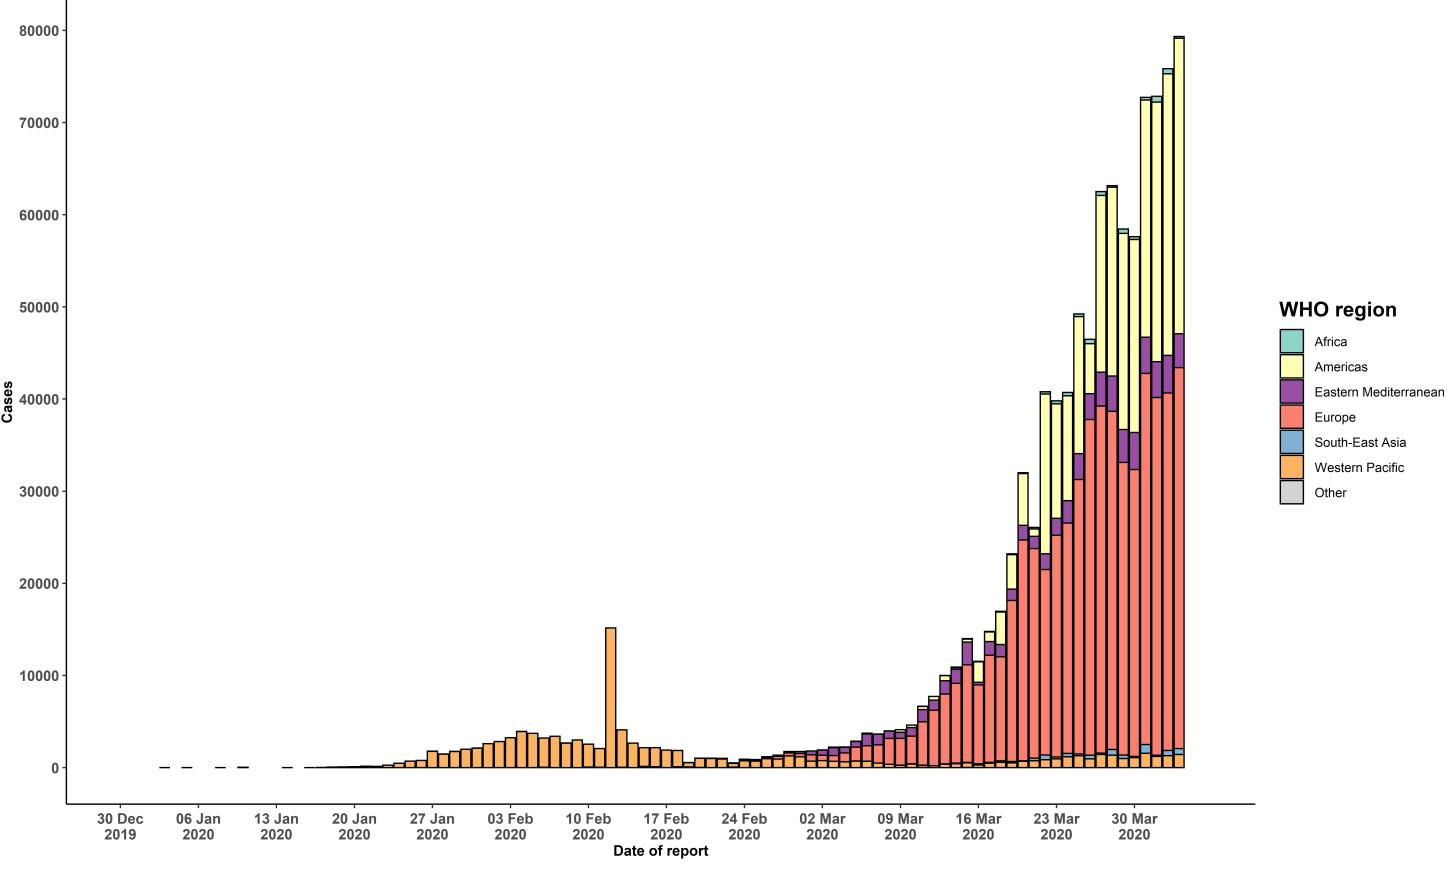 80000
70000
60000
50000
40000
30000
20000
10000
0
Cases
30 Dec 06 Jan 13 Jan 20 Jan 27 Jan 03 Feb 10 Feb 17 Feb 24 Feb 02 Mar 09 Mar 16 Mar 23 Mar 30 Mar
2019 2020 2020 2020 2020 2020 2020 2020 2020 2020 2020 2020 2020 2020
Date of report
WHO region
Africa
Americas
Eastern Mediterranean
Europe
South-East Asia
Western Pacific
Other